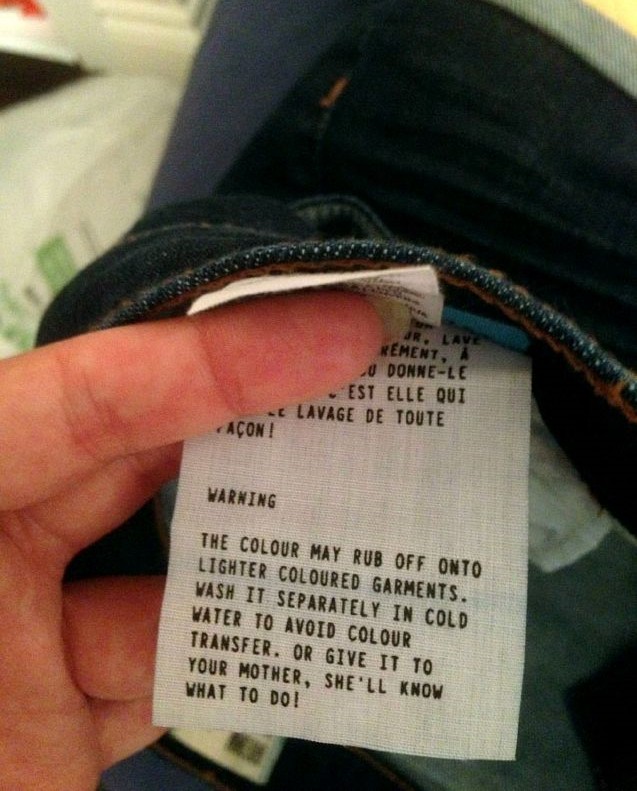 LAVE
À
DONNE-LE
EST ELLE QUI
LE LAVAGE DE TOUTE
FAÇON!
WARNING
THE COLOUR MAY RUB OFF ONTO
LIGHTER COLOURED GARMENTS.
WASH IT SEPARATELY IN COLD
WATER TO AVOID COLOUR
TRANSFER. OR GIVE IT TO
YOUR MOTHER, SHE'LL KNOW
WHAT TO DO!